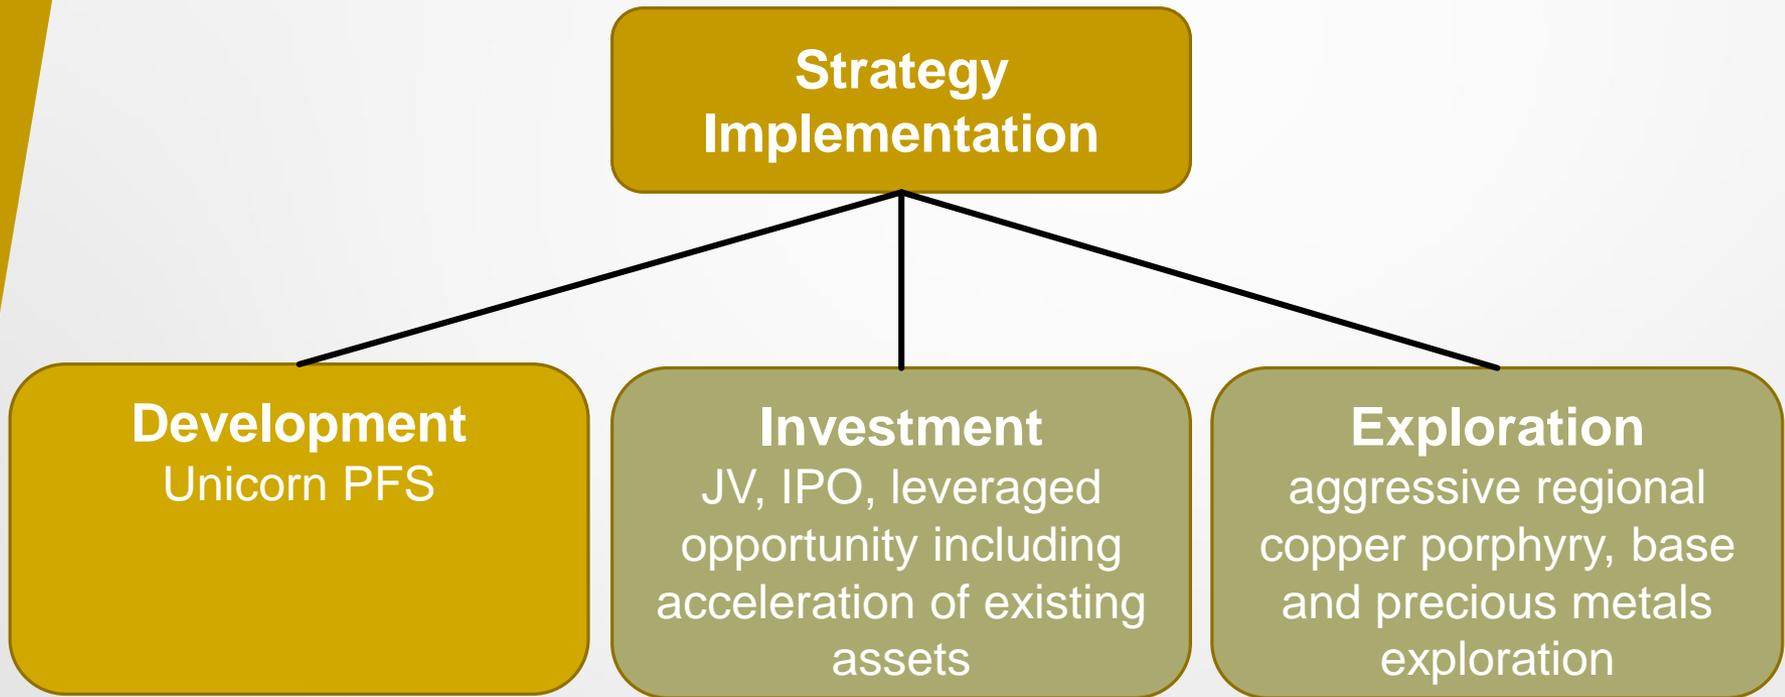 Strategy
Implementation
Development
Unicorn PFS
Investment
JV, IPO, leveraged
opportunity including
acceleration of existing
assets
Exploration
aggressive regional
copper porphyry, base
and precious metals
exploration